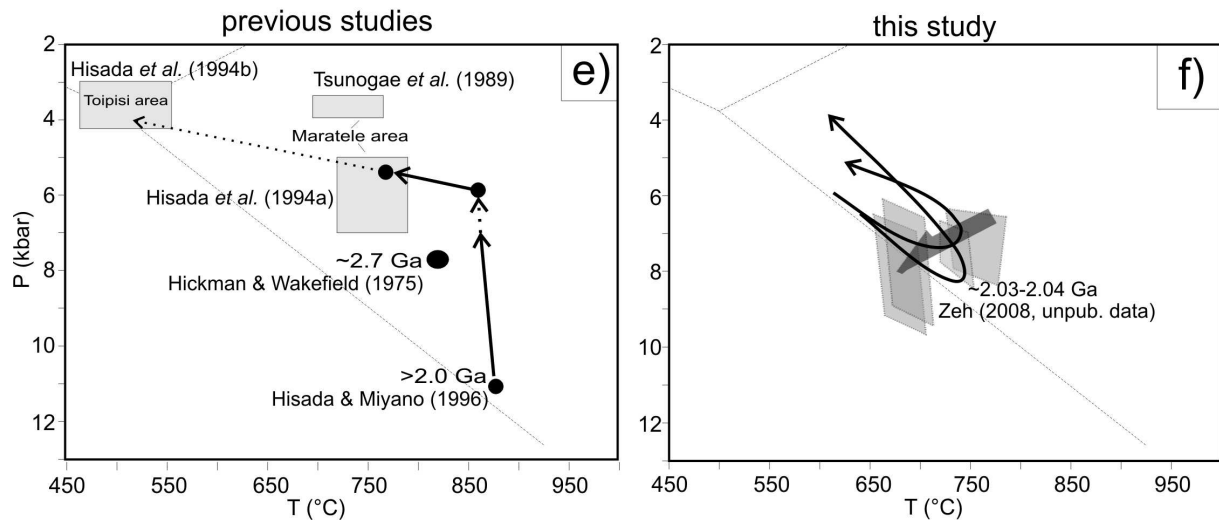 previous studies
e)
Hisada et al. (1994b)
Toipisi area
Tsunogae et al. (1989)
Maratele area
Hisada et al. (1994a)
~2.7 Ga
Hickman & Wakefield (1975)
>2.0 Ga
Hisada & Miyano (1996)
P (kbar)
2
4
6
8
10
12
450
550
650
750
850
950
T (°C)
this study
f)
~2.03-2.04 Ga
Zeh (2008, unpub. data)
2
4
6
8
10
12
450
550
650
750
850
950
T (°C)